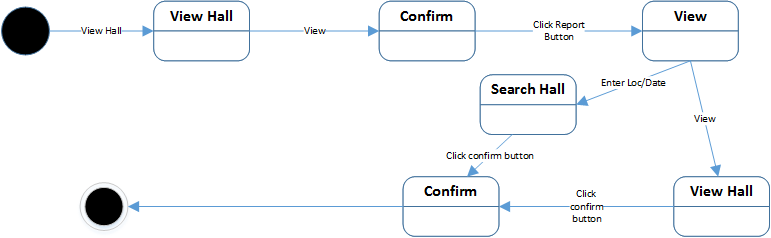 View Hall
View Hall
View
Confirm
Click Report
Button
View
Enter Loc/Date
Search Hall
View
Click confirm button
Confirm
Click
confirm
button
View Hall